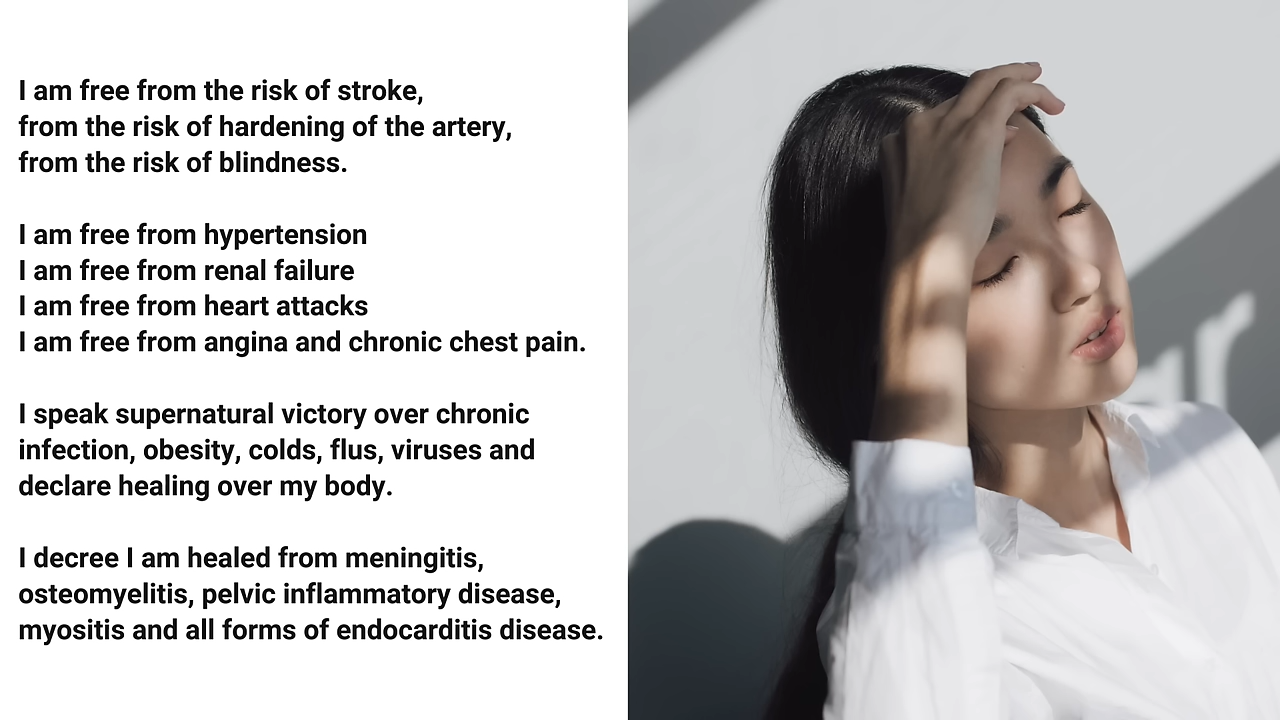 I am free from the risk of stroke,
from the risk of hardening of the artery,
from the risk of blindness.
I am free from hypertension
I am free from renal failure
I am free from heart attacks
I am free from angina and chronic chest pain.
I speak supernatural victory over chronic
infection, obesity, colds, flus, viruses and
declare healing over my body.
I decree I am healed from meningitis,
osteomyelitis, pelvic inflammatory disease,
myositis and all forms of endocarditis disease.